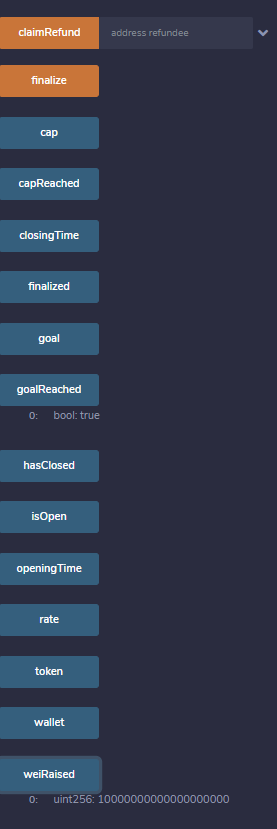 claimRefund address refundee
finalize
cap
capReached
closingTime
finalized
goal
goalReached
0: bool: true
hasClosed
isOpen
openingTime
rate
token
wallet
weiRaised
0: uint256: 10000000000000000000